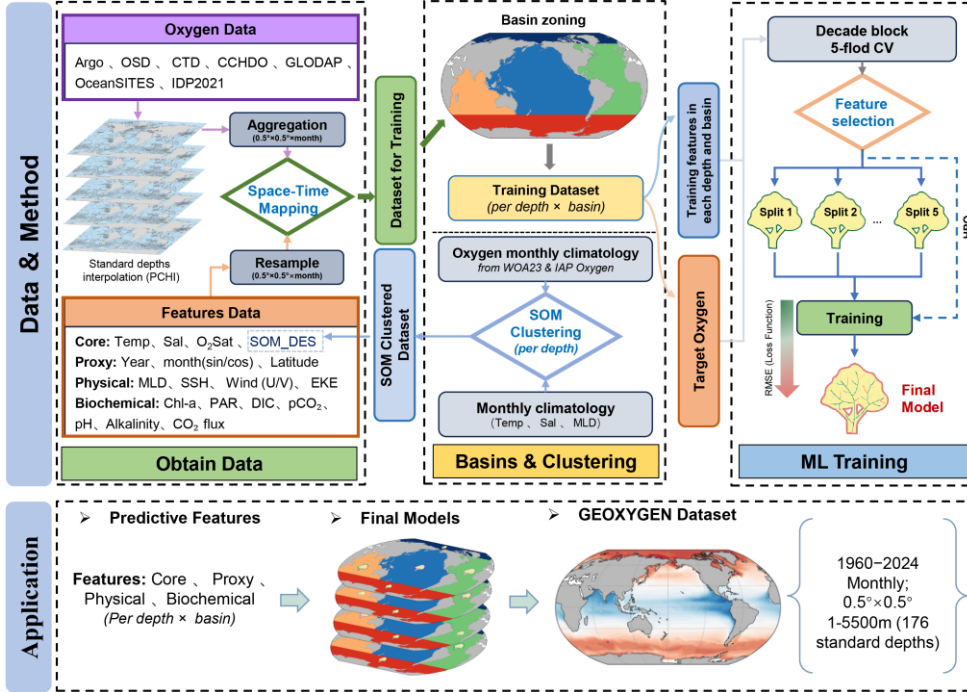 Data & Method
Oxygen Data
Argo 、OSD 、CTD 、CCHDO 、GLODAP 、
OceanSITES 、IDP2021
Aggregation
(0.5°×0.5°×month)
Space-Time
Mapping
Standard depths
interpolation (PCHI)
Resample
(0.5°×0.5°×month)
Features Data
Core: Temp、Sal、O₂Sat 、SOM_DES
Proxy: Year、month(sin/cos)、Latitude
Physical: MLD、SSH、Wind (U/V)、EKE
Biochemical: Chl-a、PAR、DIC、pCO₂、
pH、Alkalinity、CO₂ flux
Obtain Data
Dataset for Training
SOM Clustered
Dataset
Basin zoning
Training Dataset
(per depth × basin)
Oxygen monthly climatology
from WOA23 & IAP Oxygen
SOM
Clustering
(per depth)
Monthly climatology
(Temp 、Sal 、MLD)
Basins & Clustering
Training features in
each depth and basin
Target Oxygen
Decade block
5-flod CV
Feature
selection
Split 1
Split 2
...
Split 5
HPO
Training
RMSE (Loss Function)
Final
Model
ML Training
Application
➢ Predictive Features
Features: Core 、Proxy 、
Physical 、Biochemical
(Per depth × basin)
➢ Final Models
➢ GEOXYGEN Dataset
1960−2024
Monthly;
0.5°×0.5°
1-5500m (176
standard depths)